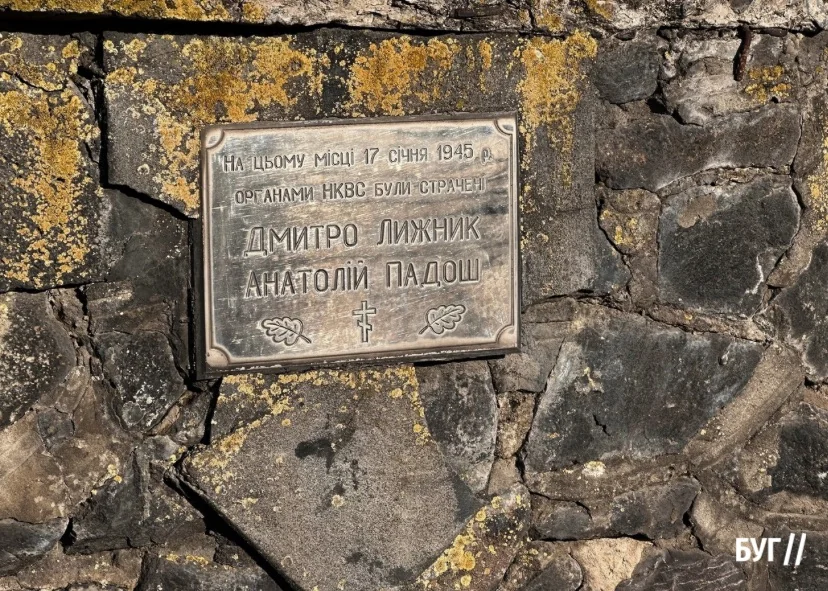 На цьому місці 17 січня 1945 р.
органами НКВС були страчені
Дмитро Лижник
Анатолій Падош
БУГ//